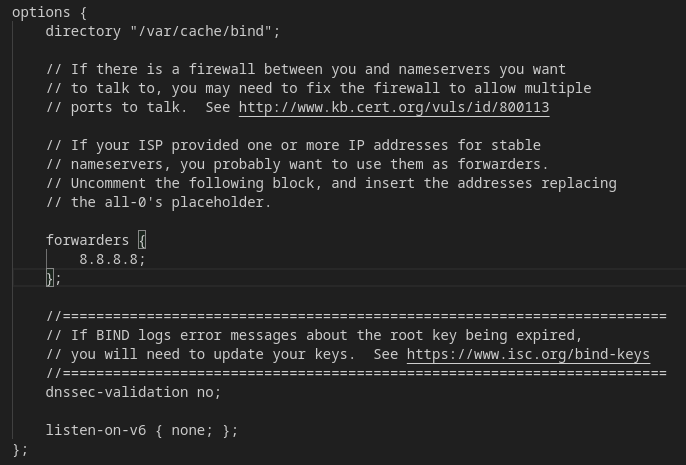 options {
    directory "/var/cache/bind";

    // If there is a firewall between you and nameservers you want
    // to talk to, you may need to fix the firewall to allow multiple
    // ports to talk.  See http://www.kb.cert.org/vuls/id/800113

    // If your ISP provided one or more IP addresses for stable
    // nameservers, you probably want to use them as forwarders.
    // Uncomment the following block, and insert the addresses replacing
    // the all-0's placeholder.

    forwarders {
        8.8.8.8;
    };

    //========================================================================
    // If BIND logs error messages about the root key being expired,
    // you will need to update your keys.  See https://www.isc.org/bind-keys
    //========================================================================
    dnssec-validation no;

    listen-on-v6 { none; };
};